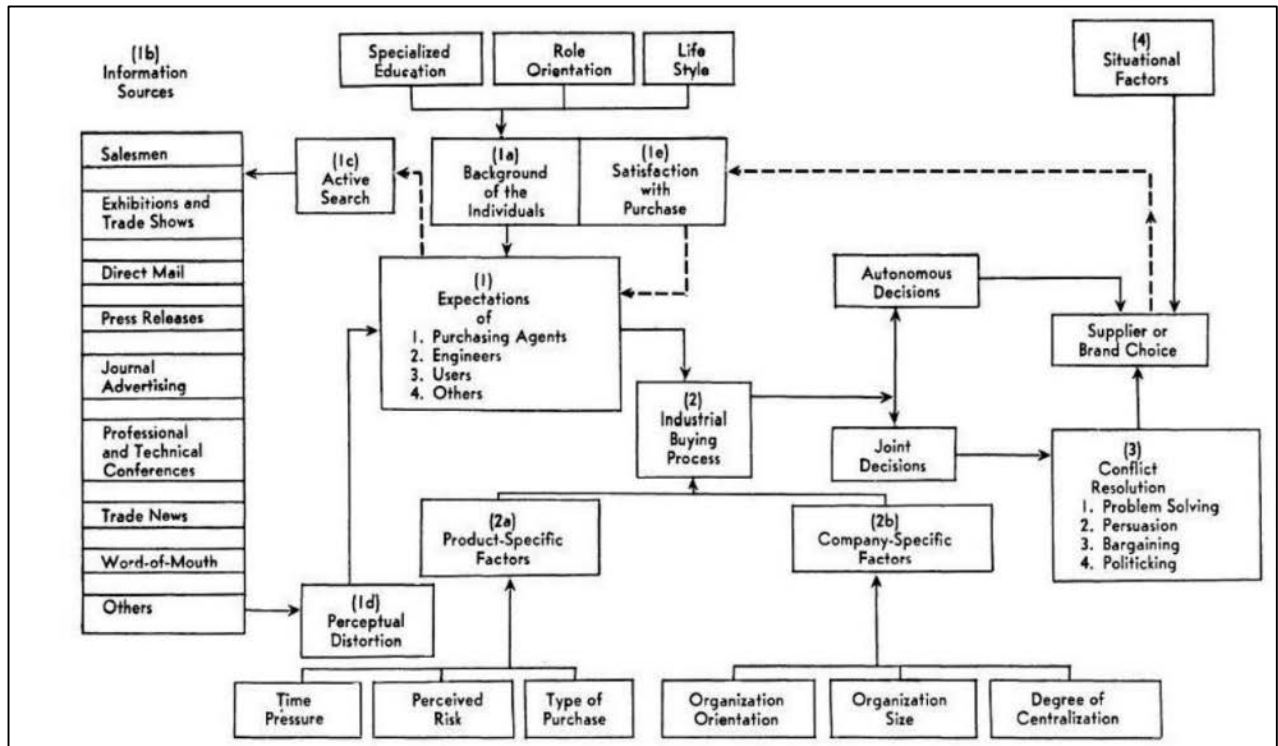 (1b)
Information
Sources
Salesmen
Exhibitions and
Trade Shows
Direct Mail
Press Releases
Journal
Advertising
Professional
and Technical
Conferences
Trade News
Word-of-Mouth
Others
Specialized
Education
Role
Orientation
Life
Style
(1c)
Active
Search
(1a)
Background
of the
Individuals
(1e)
Satisfaction
with
Purchase
(1)
Expectations
of
1. Purchasing Agents
2. Engineers
3. Users
4. Others
(1d)
Perceptual
Distortion
(2)
Industrial
Buying
Process
(2a)
Product-Specific
Factors
Time
Pressure
Perceived
Risk
Type of
Purchase
(2b)
Company-Specific
Factors
Organization
Orientation
Organization
Size
Degree of
Centralization
Autonomous
Decisions
Joint
Decisions
(3)
Conflict
Resolution
1. Problem Solving
2. Persuasion
3. Bargaining
4. Politicking
(4)
Situational
Factors
Supplier or
Brand Choice